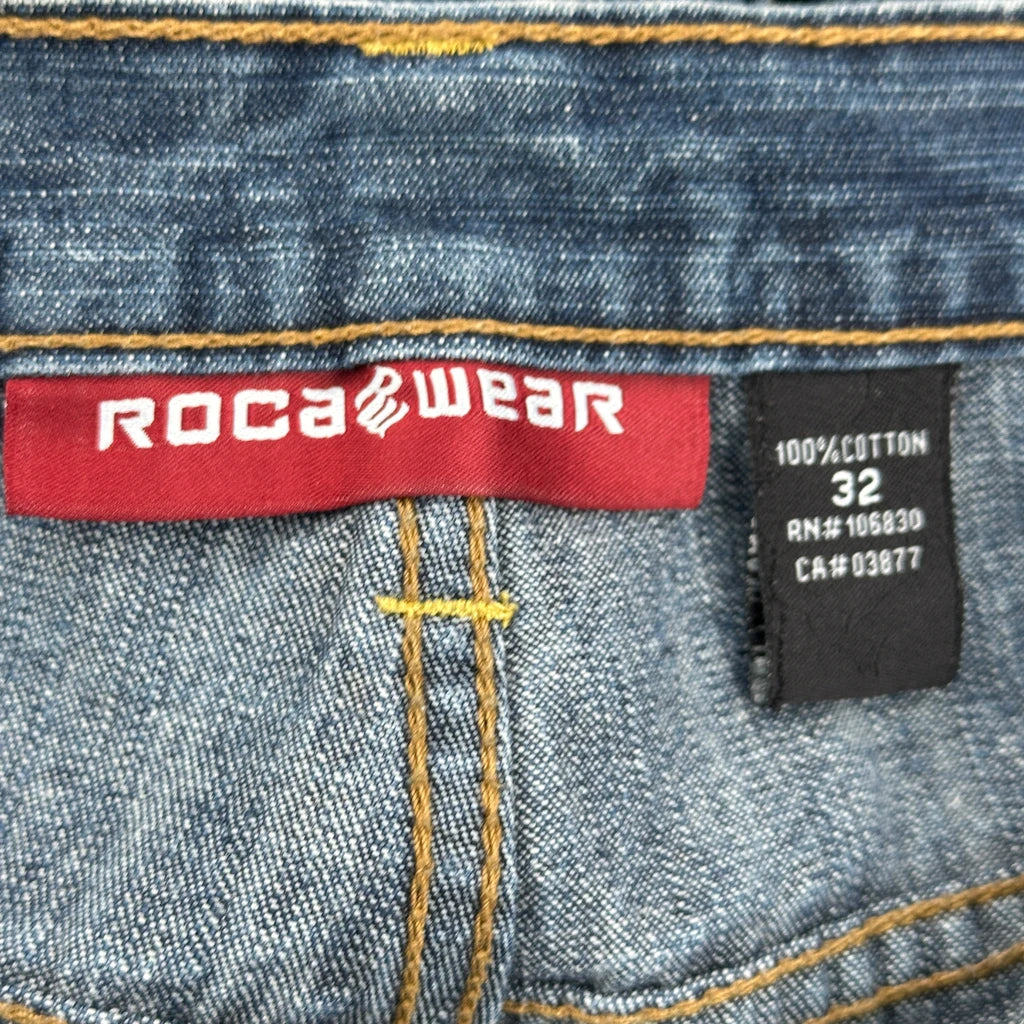 ROCAWEAR
100% COTTON
32
RN# 106830
CA# 03877